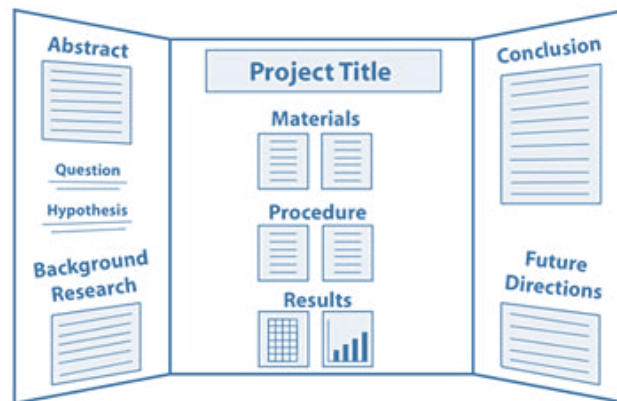 Abstract
Question
Hypothesis
Background
Research
Project Title
Materials
Procedure
Results
Conclusion
Future
Directions